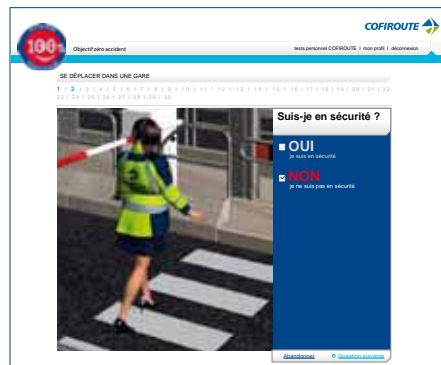 COFIROUTE
100%
Objectif zéro accident
tests personnel COFIROUTE I mon profil I déconnexion
SE DÉPLACER DANS UNE GARE
1 I 2 I 3 I 4 I 5 I 6 I 7 I 8 I 9 I 10 I 11 I 12 I 13 I 14 I 15 I 16 I 17 I 18 I 19 I 20 I 21 I 22
23 I 24 I 25 I 26 I 27 I 28 I 29 I 30
Suis-je en sécurité ?
OUI
je suis en sécurité
NON
je ne suis pas en sécurité
Abandonner
Question suivante